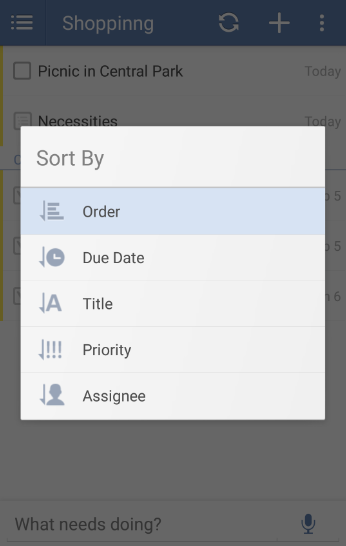 Shoppinng
Picnic in Central Park
Today
Necessities
Today
Sort By
Order
Due Date
Title
Priority
Assignee
What needs doing?